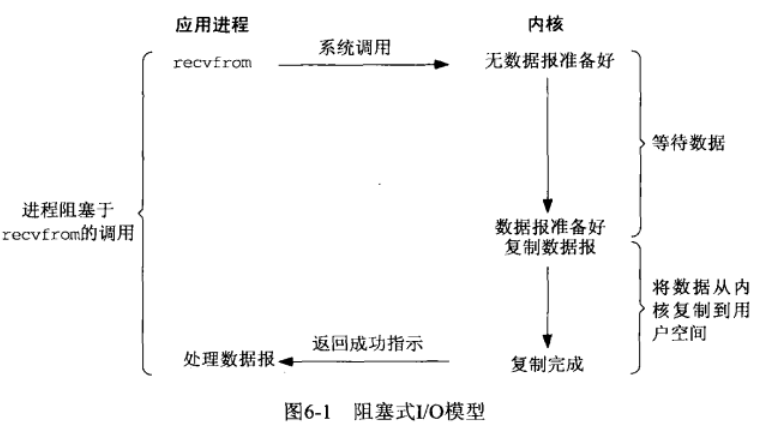 应用进程
内核
recvfrom
系统调用
无数据报准备好
等待数据
进程阻塞于
recvfrom的调用
数据报准备好
复制数据报
将数据从内
核复制到用
户空间
处理数据报
返回成功指示
复制完成
图6-1 阻塞式I/O模型